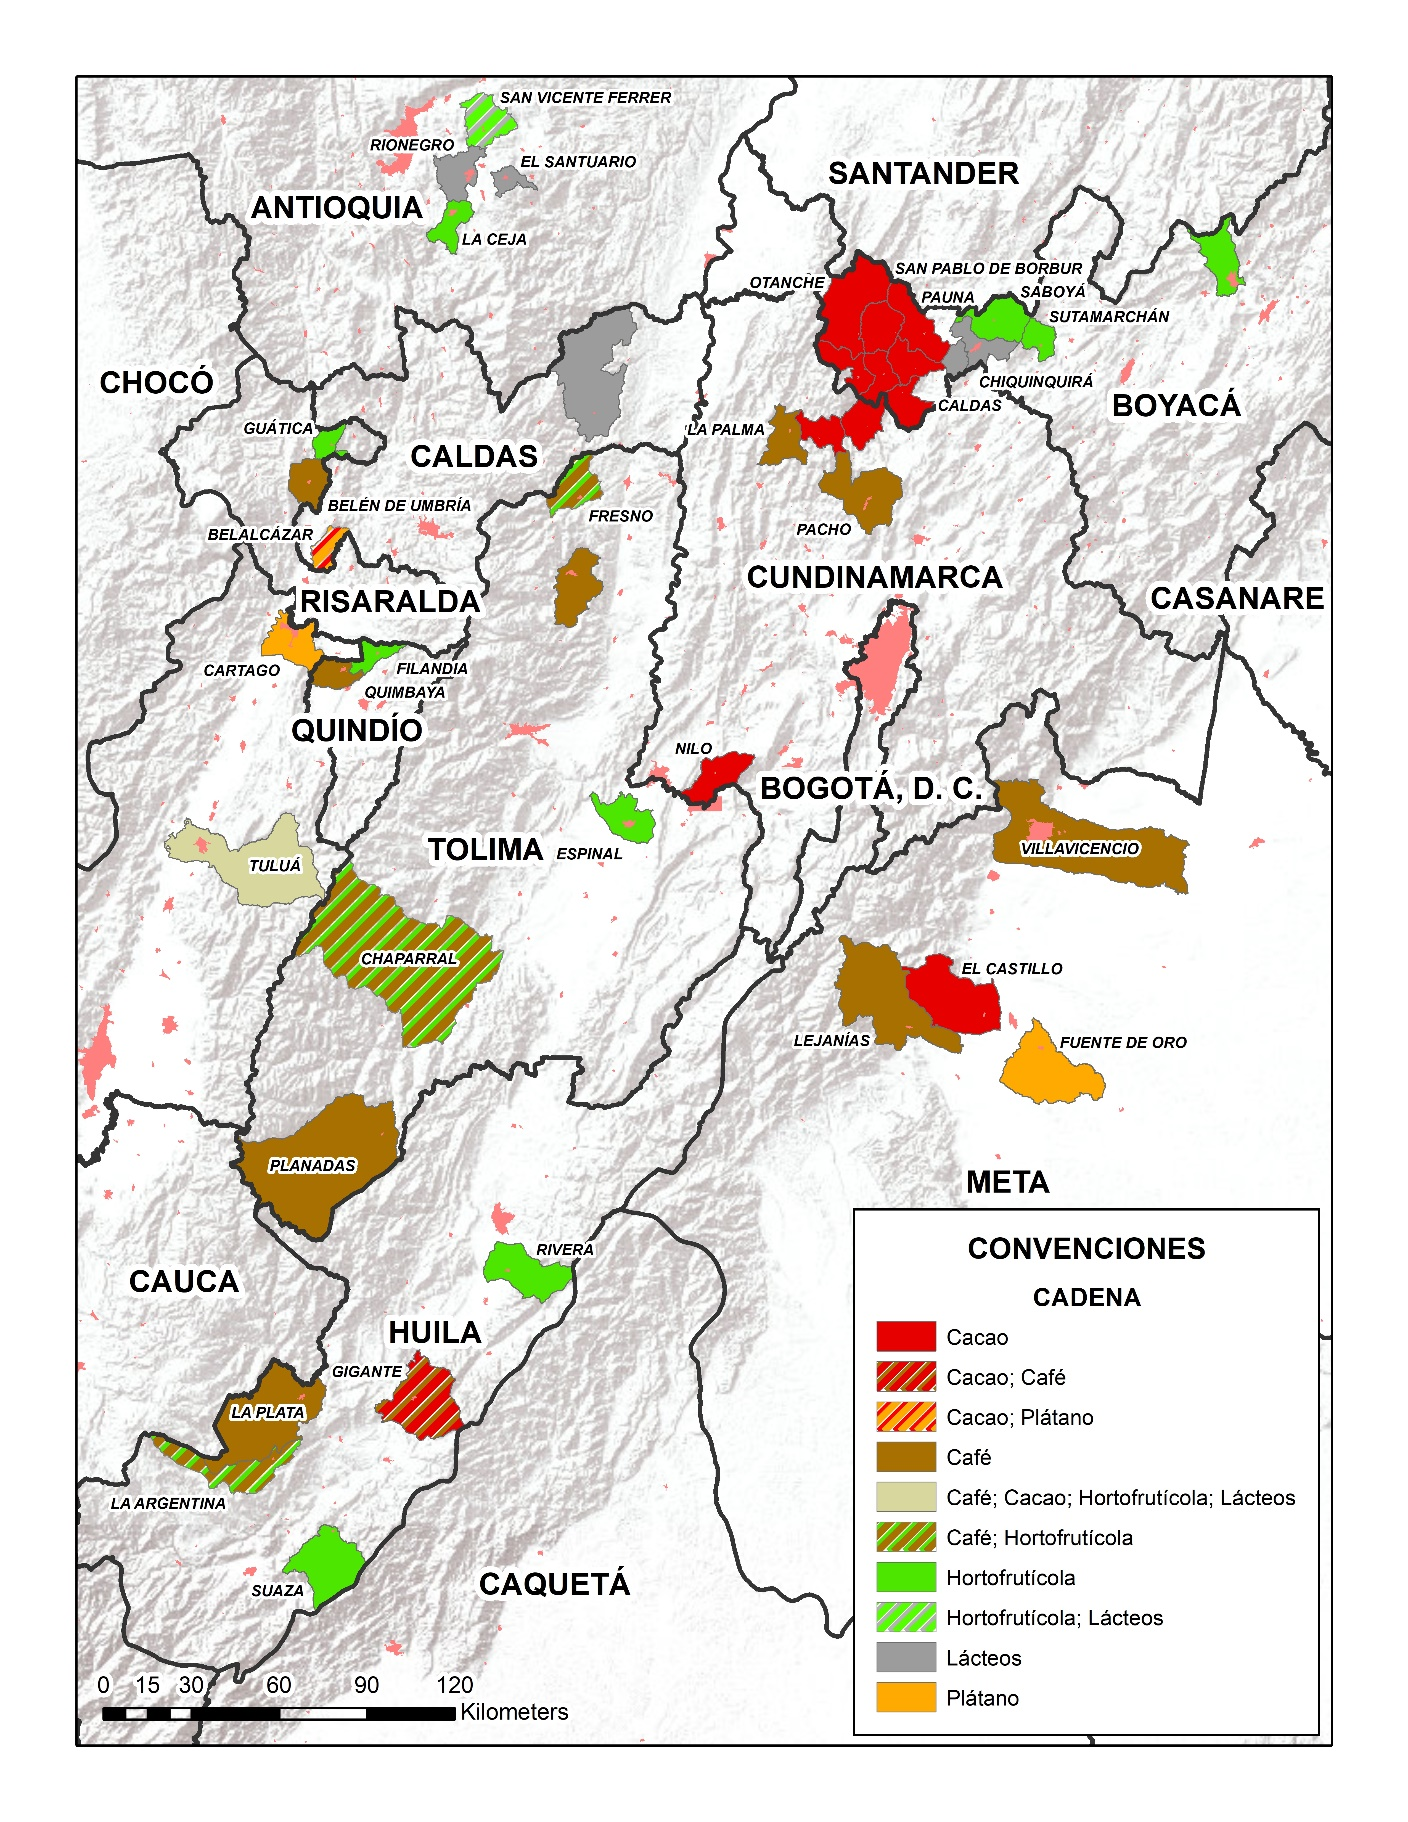 SAN VICENTE FERRER
RIONEGRO
EL SANTUARIO
SANTANDER
ANTIOQUIA
LA CEJA
SAN PABLO DE BORBUR
OTANCHE
PAUNA
SABOYÁ
SUTAMARCHÁN
CHOCÓ
CHIQUINQUIRÁ
CALDAS
BOYACÁ
GUÁTICA
LA PALMA
CALDAS
BELÉN DE UMBRÍA
FRESNO
BELALCÁZAR
PACHO
CUNDINAMARCA
RISARALDA
CASANARE
CARTAGO
FILANDIA
QUIMBAYA
QUINDÍO
NILO
BOGOTÁ, D. C.
TOLIMA
ESPINAL
VILLAVICENCIO
TULUÁ
CHAPARRAL
EL CASTILLO
LEJANÍAS
FUENTE DE ORO
PLANADAS
META
RIVERA
CAUCA
HUILA
GIGANTE
LA PLATA
LA ARGENTINA
SUAZA
CAQUETÁ
CONVENCIONES
CADENA
Cacao
Cacao; Café
Cacao; Plátano
Café
Café; Cacao; Hortofrutícola; Lácteos
Café; Hortofrutícola
Hortofrutícola
Hortofrutícola; Lácteos
Lácteos
Plátano
0 15 30 60 90 120
Kilometers